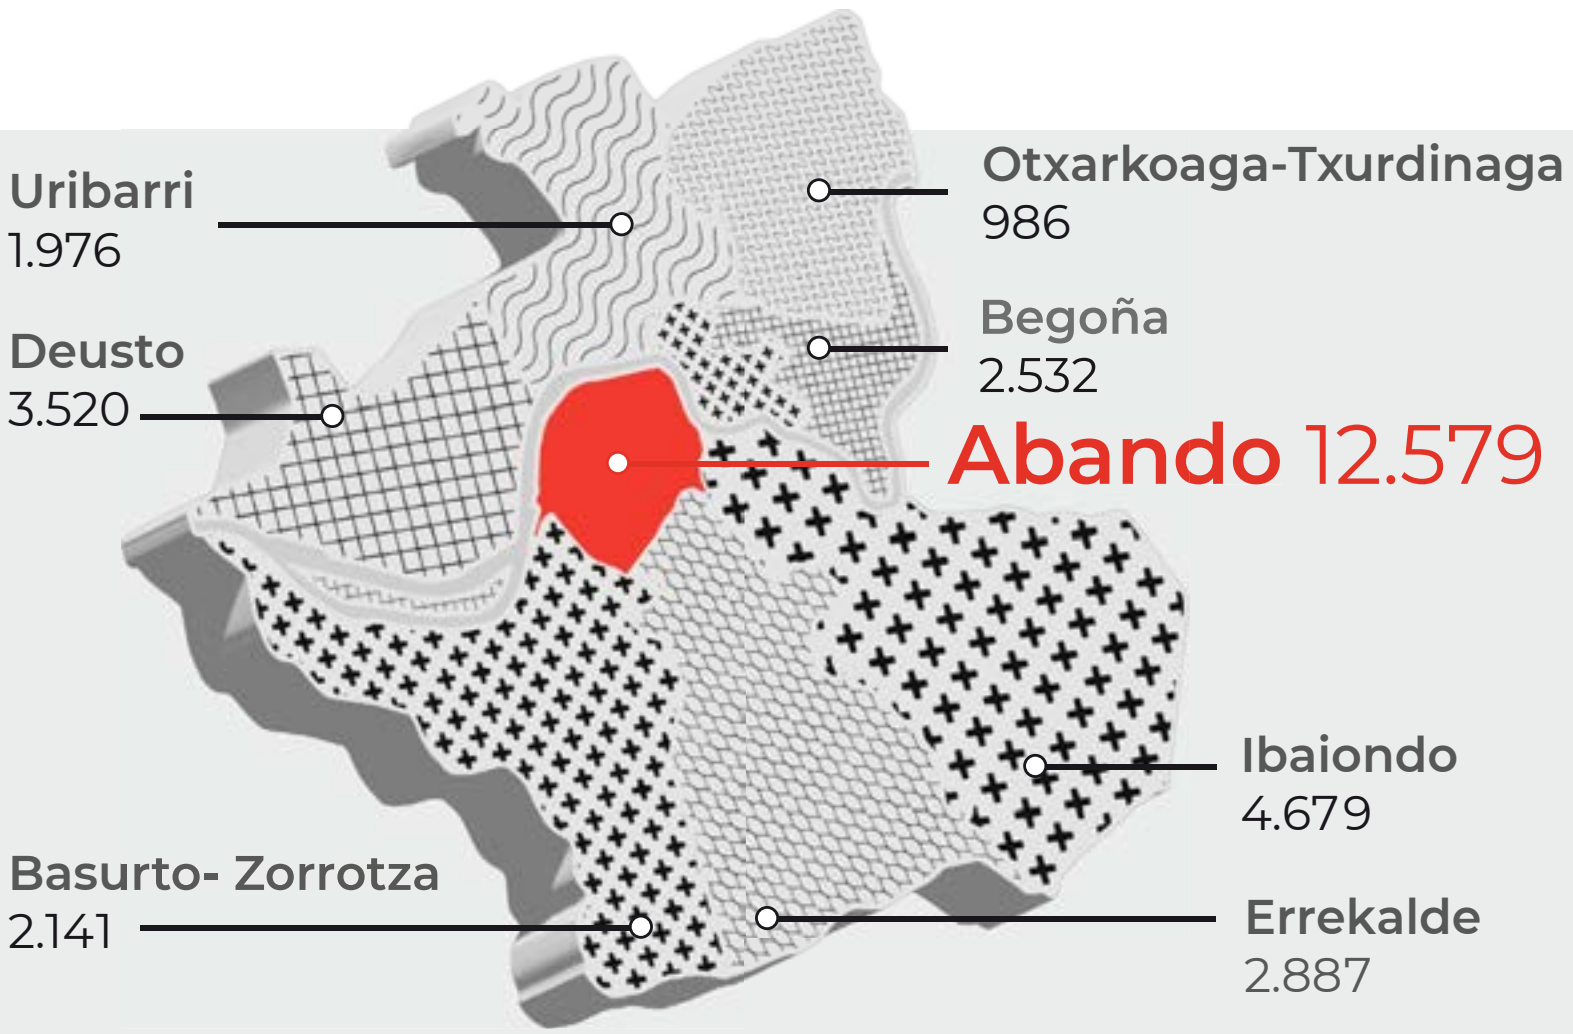 Uribarri
1.976
Deusto
3.520
Basurto- Zorrotza
2.141
Otxarkoaga-Txurdinaga
986
Begoña
2.532
Abando 12.579
Ibaiondo
4.679
Errekalde
2.887